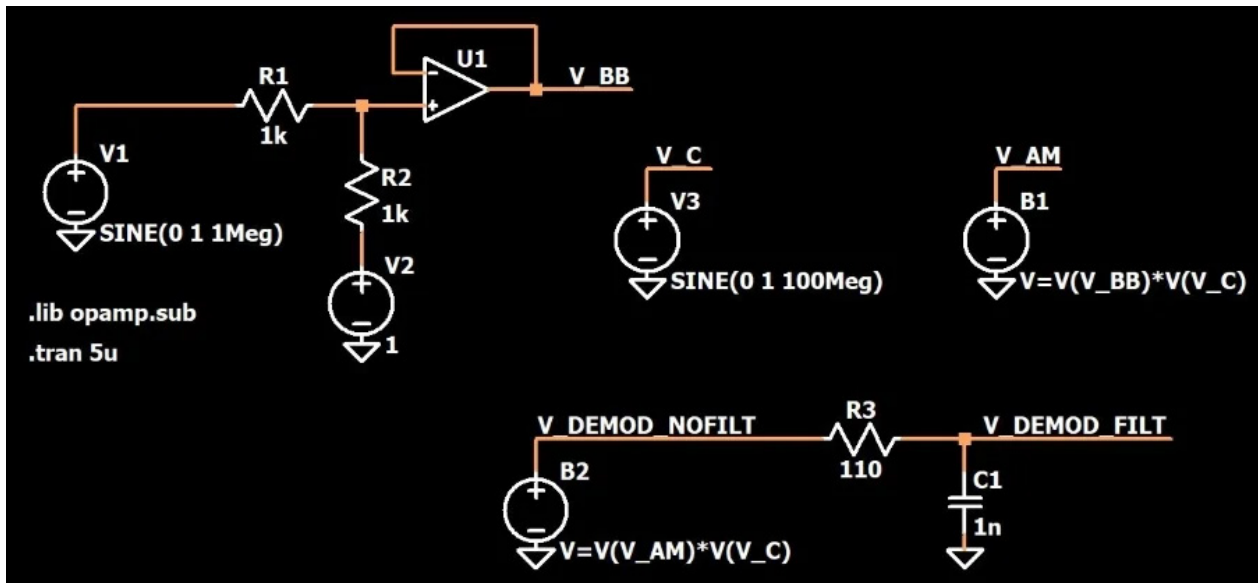 U1
V_BB
R1
1k
V1
R2
1k
SINE(0 1 1Meg)
V2
1
V_C
V3
SINE(0 1 100Meg)
V_AM
B1
V=V(V_BB)*V(V_C)
.lib opamp.sub
.tran 5u
V_DEMOD_NOFILT
R3
110
V_DEMOD_FILT
B2
C1
1n
V=V(V_AM)*V(V_C)